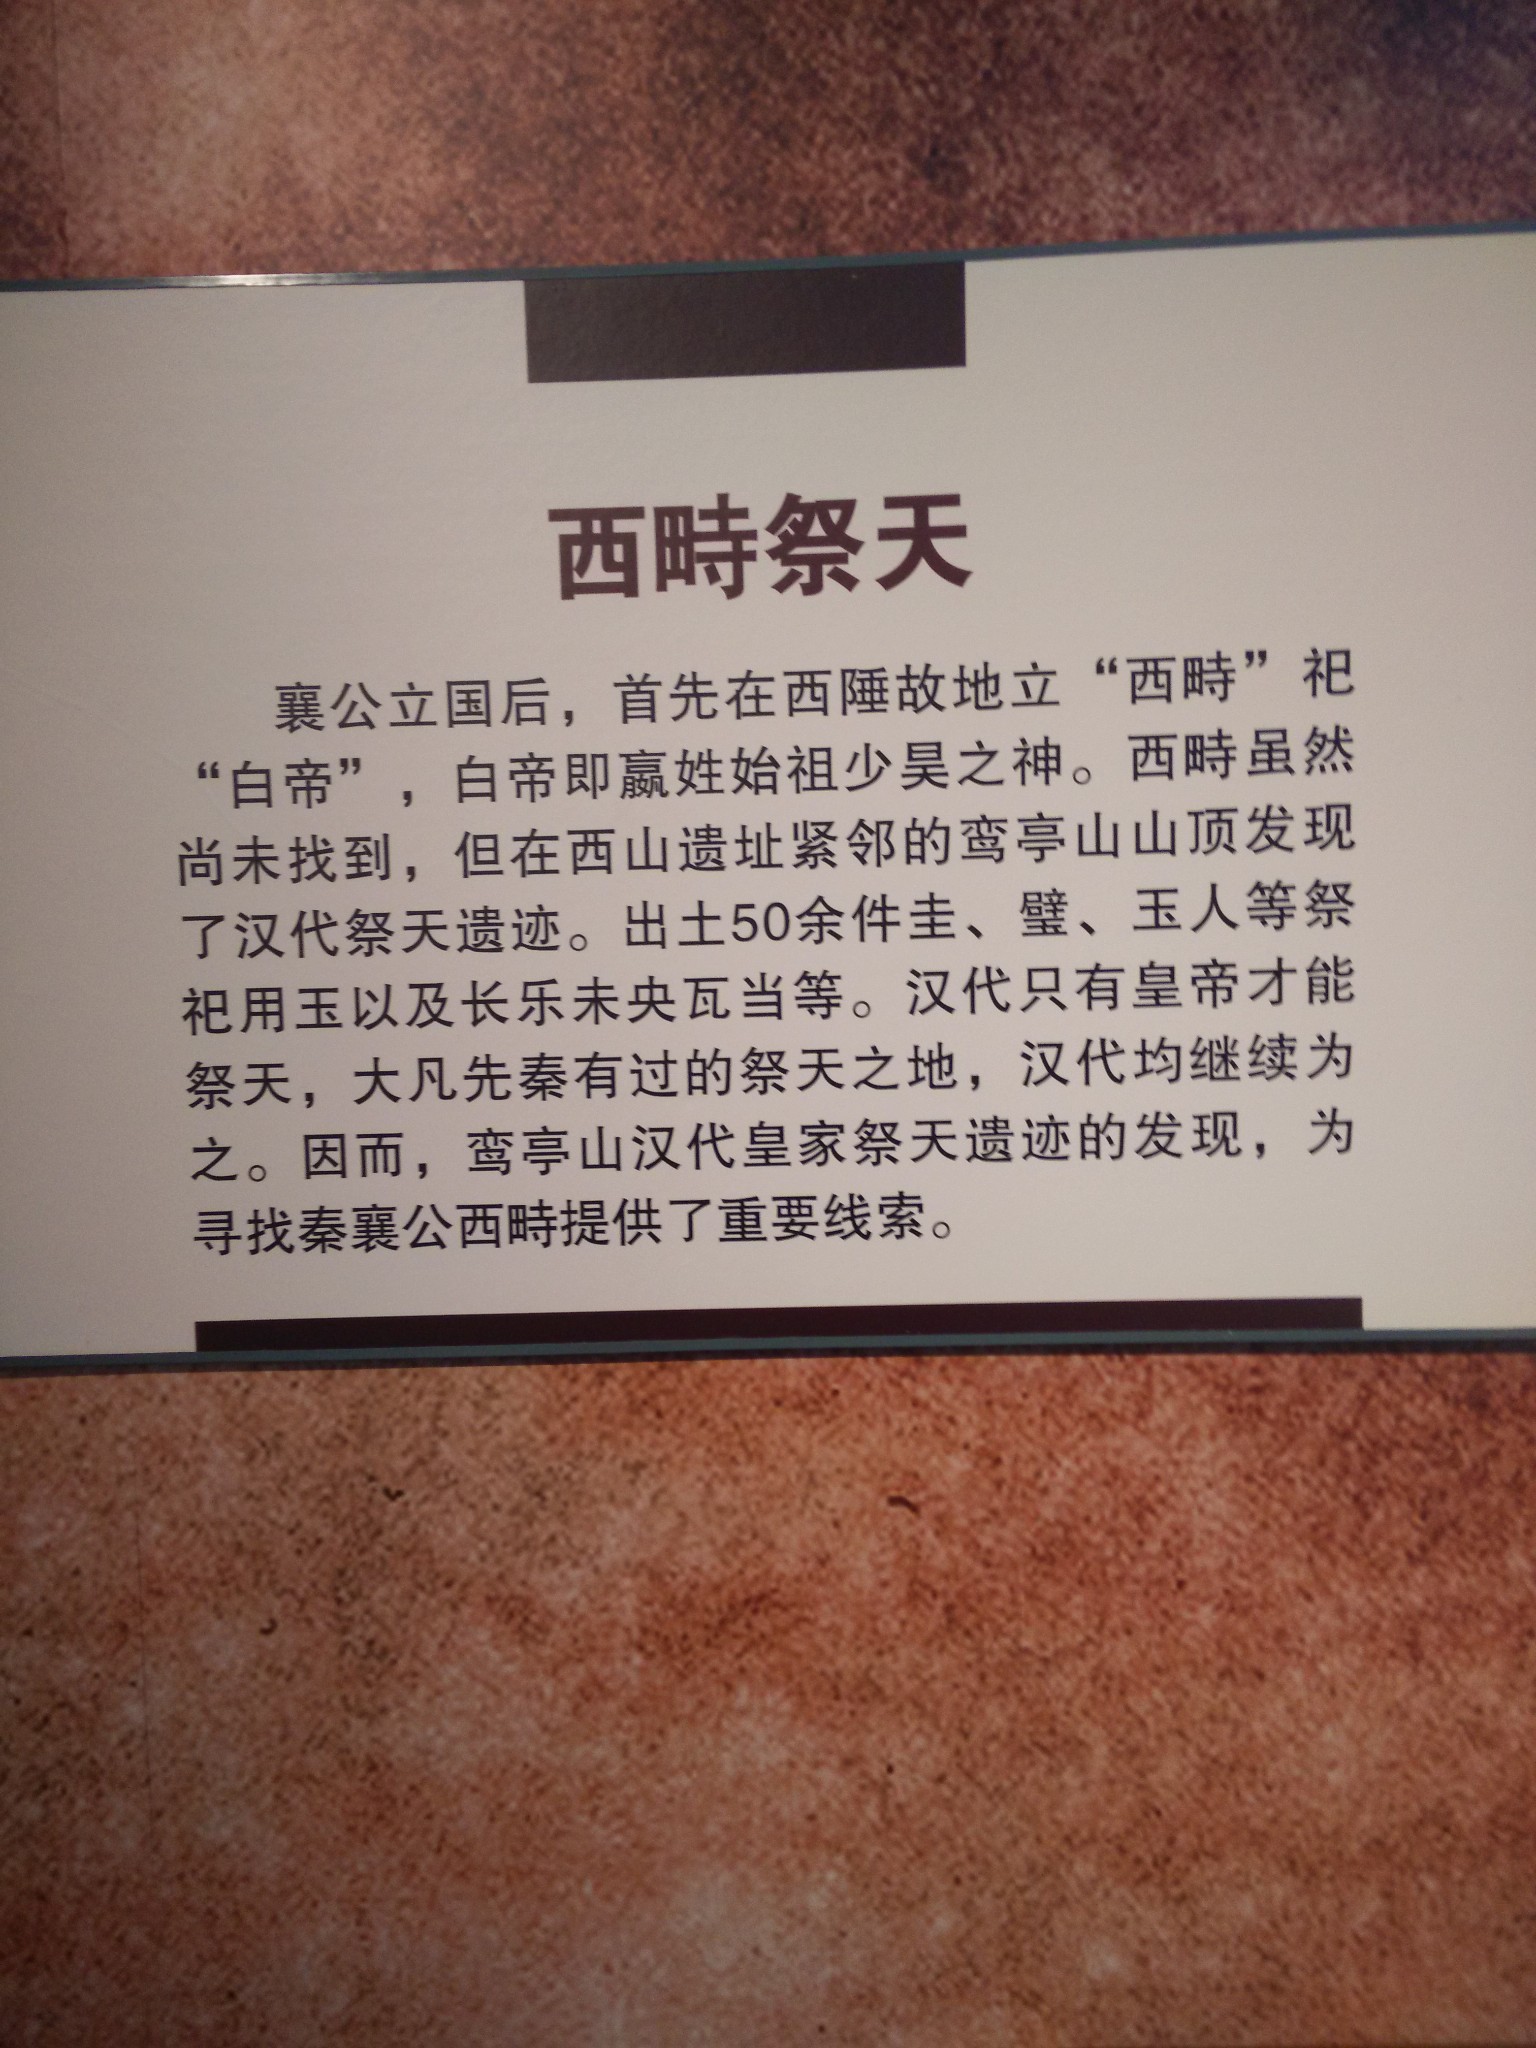 西畤祭天
襄公立国后，首先在西陲故地立“西畤”祀
“白帝”，白帝即嬴姓始祖少昊之神。西畤虽然
尚未找到，但在西山遗址紧邻的鸾亭山山顶发现
了汉代祭天遗迹。出土50余件圭、璧、玉人等祭
祀用玉以及长乐未央瓦当等。汉代只有皇帝才能
祭天，大凡先秦有过的祭天之地，汉代均继续为
之。因而，鸾亭山汉代皇家祭天遗迹的发现，为
寻找秦襄公西畤提供了重要线索。